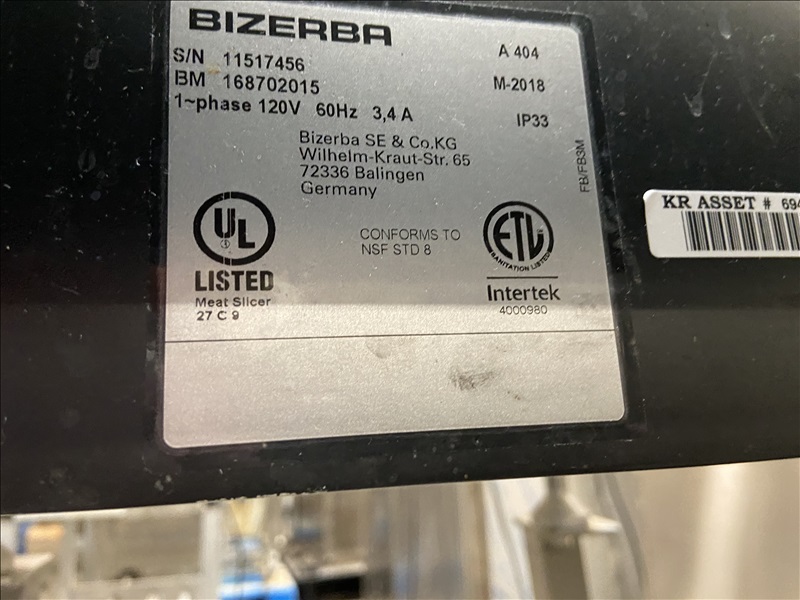 BIZERBA
A 404
S/N 11517456
BM 168702015
M-2018
1~phase 120V 60Hz 3,4 A
IP33
Bizerba SE & Co.KG
Wilhelm-Kraut-Str. 65
72336 Balingen
Germany
FB/FB3M
KR ASSET # 694
UL
LISTED
Meat Slicer
27 C 9
CONFORMS TO
NSF STD 8
ETL
SANITATION LISTED
Intertek
4000980